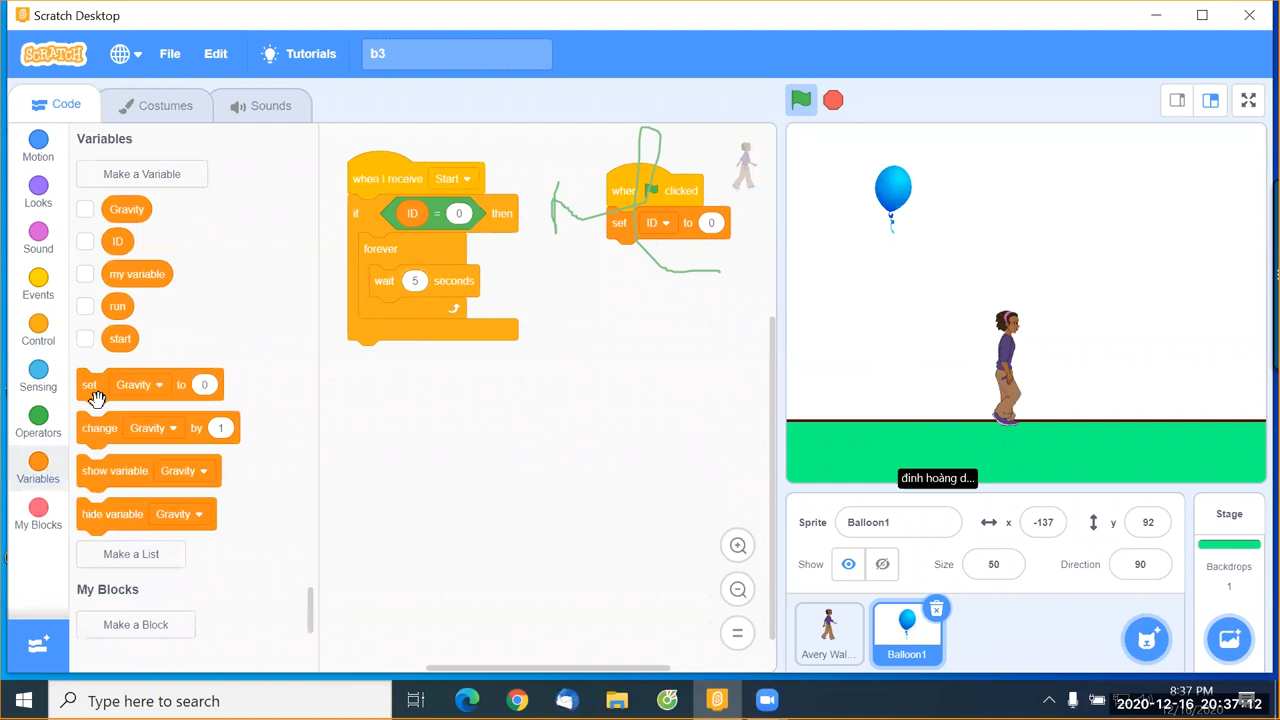 Scratch Desktop
SCRATCH File Edit Tutorials b3
Code Costumes Sounds
Motion
Looks
Sound
Events
Control
Sensing
Operators
Variables
My Blocks
Variables
Make a Variable
Gravity
ID
my variable
run
start
set Gravity to 0
change Gravity by 1
show variable Gravity
hide variable Gravity
Make a List
My Blocks
Make a Block
when I receive Start
if ID = 0 then
forever
wait 5 seconds
when clicked
set ID to 0
đinh hoàng d...
Sprite Balloon1 x -137 y 92
Show Size 50 Direction 90
Avery Wal...
Balloon1
Stage
Backdrops
1
Type here to search
8:37 PM
2020-12-16 20:37:12